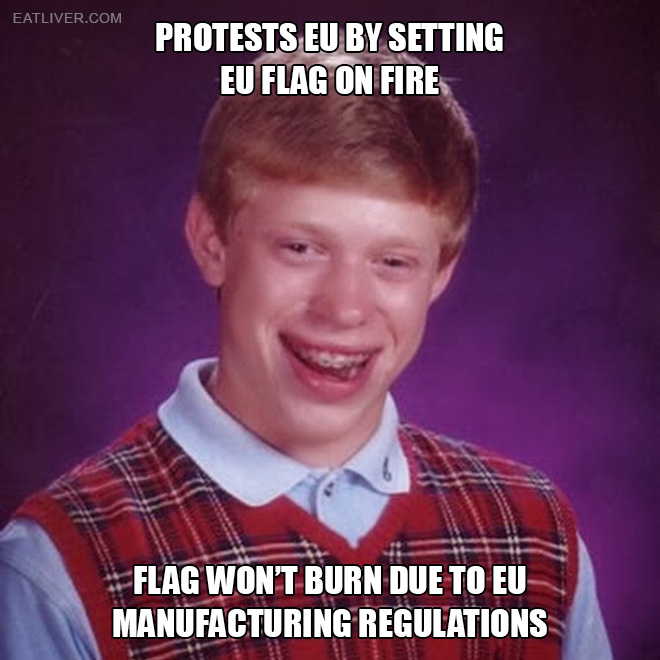 EATLIVER.COM
PROTESTS EU BY SETTING
EU FLAG ON FIRE
FLAG WON'T BURN DUE TO EU
MANUFACTURING REGULATIONS